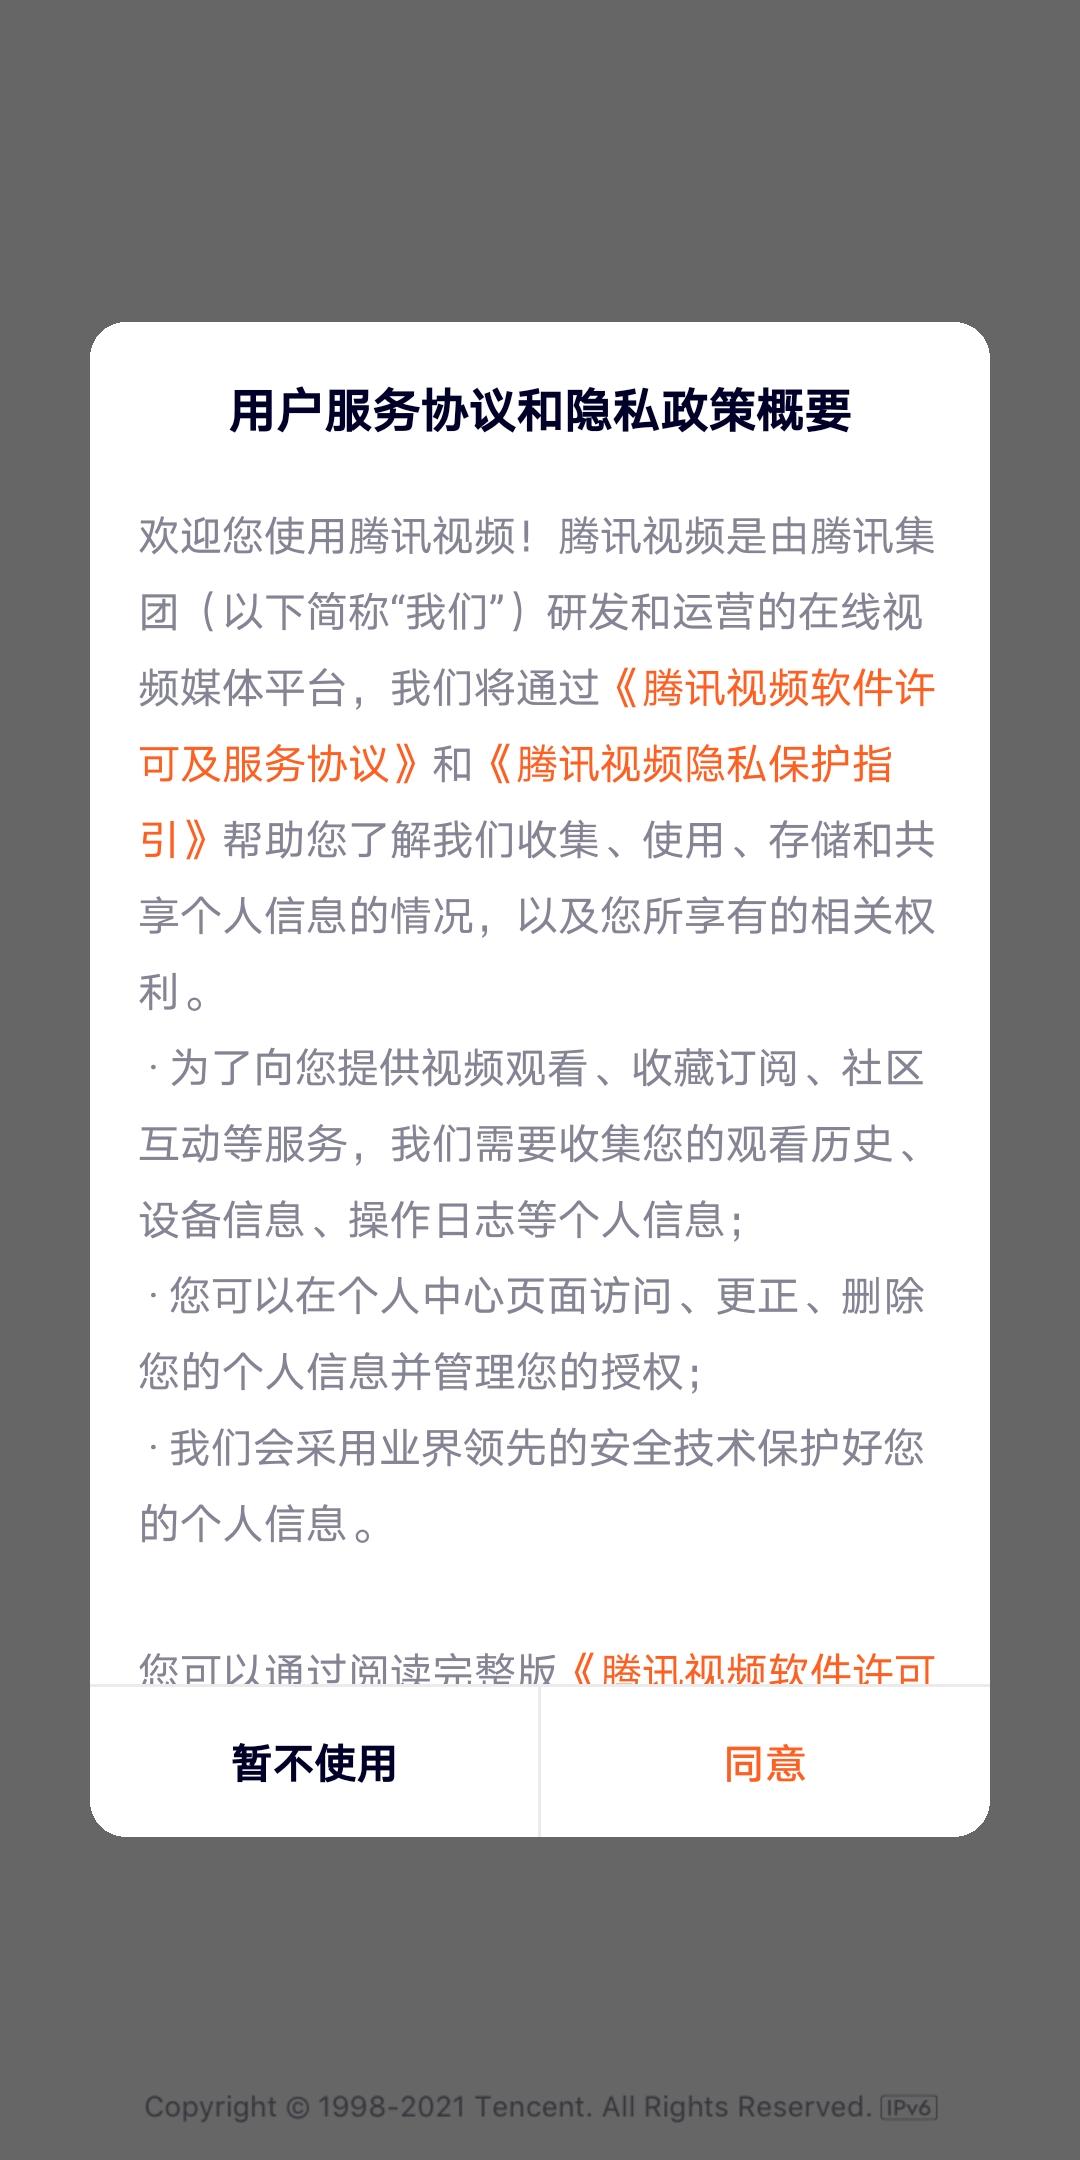 用户服务协议和隐私政策概要
欢迎您使用腾讯视频！腾讯视频是由腾讯集
团（以下简称“我们”）研发和运营的在线视
频媒体平台，我们将通过《腾讯视频软件许
可及服务协议》和《腾讯视频隐私保护指
引》帮助您了解我们收集、使用、存储和共
享个人信息的情况，以及您所享有的相关权
利。
· 为了向您提供视频观看、收藏订阅、社区
互动等服务，我们需要收集您的观看历史、
设备信息、操作日志等个人信息；
· 您可以在个人中心页面访问、更正、删除
您的个人信息并管理您的授权；
· 我们会采用业界领先的安全技术保护好您
的个人信息。
您可以通过阅读完整版《腾讯视频软件许可
暂不使用
同意
Copyright © 1998-2021 Tencent. All Rights Reserved. IPv6